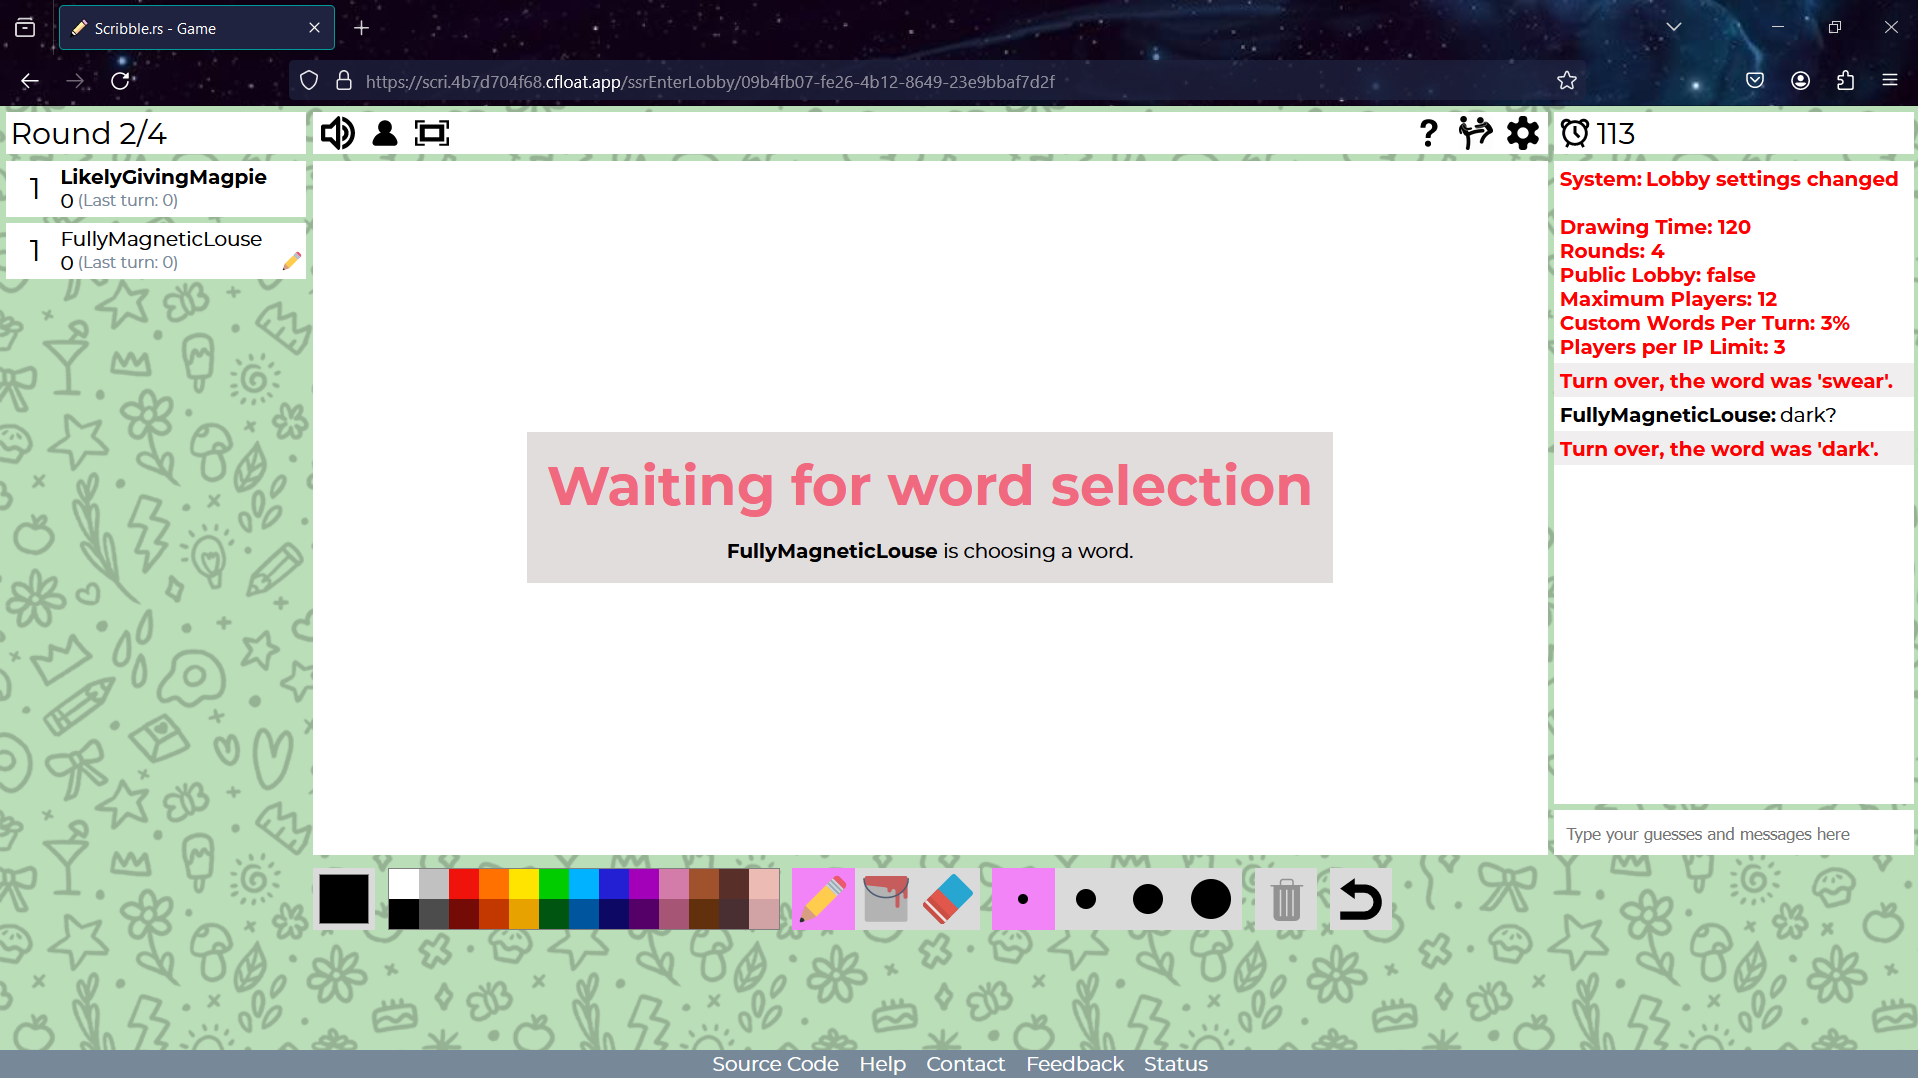 Scribble.rs - Game
https://scri.4b7d704f68.cfloat.app/ssrEnterLobby/09b4fb07-fe26-4b12-8649-23e9bbaf7d2f
Round 2/4
? 113
1 LikelyGivingMagpie
0 (Last turn: 0)
1 FullyMagneticLouse
0 (Last turn: 0)
Waiting for word selection
FullyMagneticLouse is choosing a word.
System: Lobby settings changed
Drawing Time: 120
Rounds: 4
Public Lobby: false
Maximum Players: 12
Custom Words Per Turn: 3%
Players per IP Limit: 3
Turn over, the word was 'swear'.
FullyMagneticLouse: dark?
Turn over, the word was 'dark'.
Type your guesses and messages here
Source Code Help Contact Feedback Status